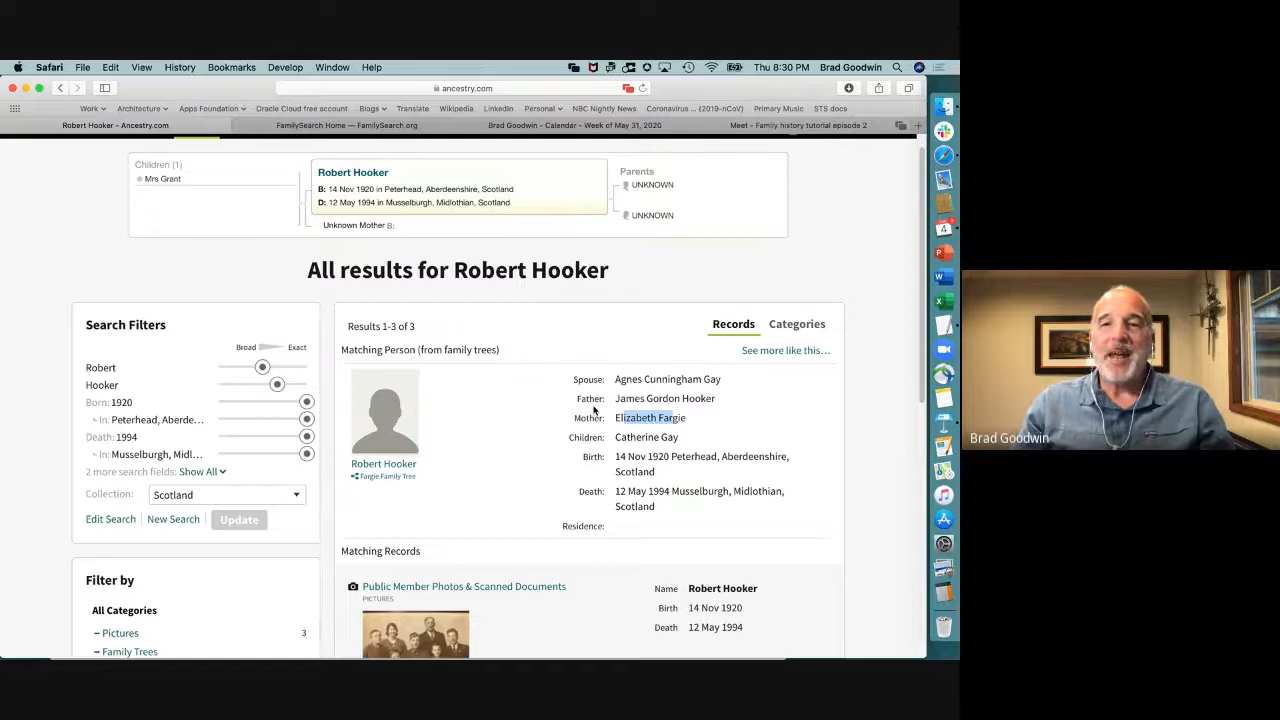 Safari File Edit View History Bookmarks Develop Window Help Thu 8:30 PM Brad Goodwin
ancestry.com
Work Architecture Apps Foundation Oracle Cloud free account Blogs Translate Wikipedia LinkedIn Personal NBC Nightly News Coronavirus ... (2019-nCoV) Primary Music STS docs
Robert Hooker - Ancestry.com FamilySearch Home — FamilySearch.org Brad Goodwin - Calendar - Week of May 31, 2020 Meet - Family history tutorial episode 2
Children (1)
Mrs Grant
Robert Hooker
B: 14 Nov 1920 in Peterhead, Aberdeenshire, Scotland
D: 12 May 1994 in Musselburgh, Midlothian, Scotland
Unknown Mother B:
Parents
UNKNOWN
UNKNOWN
All results for Robert Hooker
Search Filters
Broad Exact
Robert
Hooker
Born: 1920
– In: Peterhead, Aberde...
Death: 1994
– In: Musselburgh, Midl...
2 more search fields: Show All
Collection: Scotland
Edit Search New Search Update
Filter by
All Categories
– Pictures 3
– Family Trees
Results 1-3 of 3
Records Categories
Matching Person (from family trees)
See more like this...
Robert Hooker
Fargie Family Tree
Spouse: Agnes Cunningham Gay
Father: James Gordon Hooker
Mother: Elizabeth Fargie
Children: Catherine Gay
Birth: 14 Nov 1920 Peterhead, Aberdeenshire,
Scotland
Death: 12 May 1994 Musselburgh, Midlothian,
Scotland
Residence:
Matching Records
Public Member Photos & Scanned Documents
PICTURES
Name Robert Hooker
Birth 14 Nov 1920
Death 12 May 1994
Brad Goodwin